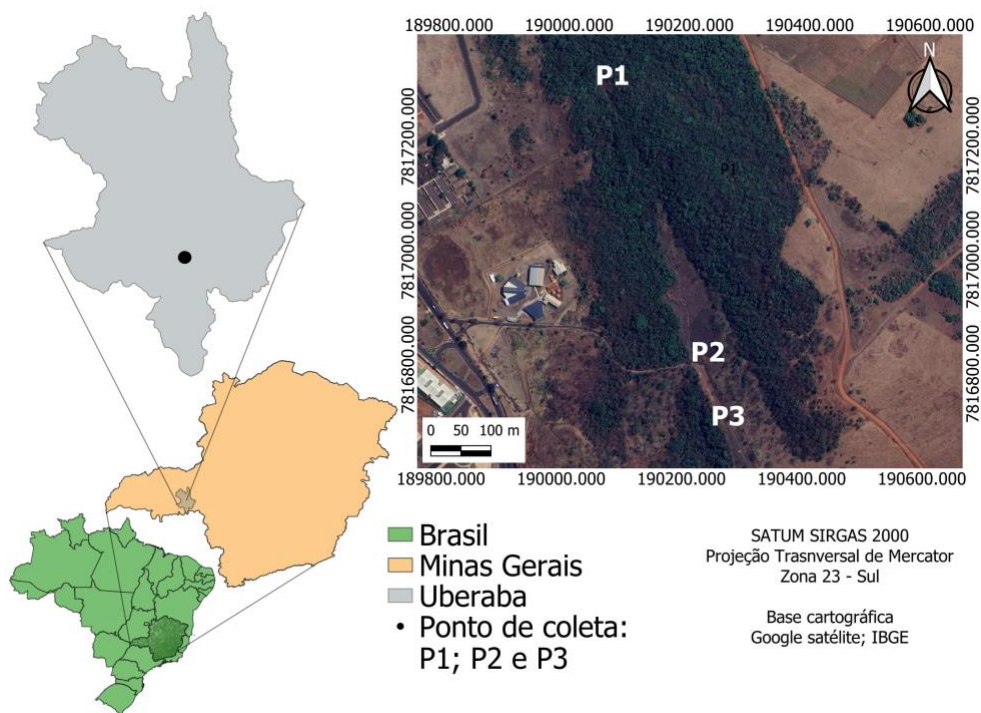 189800.000 190000.000 190200.000 190400.000 190600.000
N
P1
P1
7817200.000 7817200.000
7817000.000 7817000.000
P2
7816800.000 7816800.000
P3
0 50 100 m
189800.000 190000.000 190200.000 190400.000 190600.000
Brasil
Minas Gerais
Uberaba
Ponto de coleta:
P1; P2 e P3
SATUM SIRGAS 2000
Projeção Trasnversal de Mercator
Zona 23 - Sul
Base cartográfica
Google satélite; IBGE